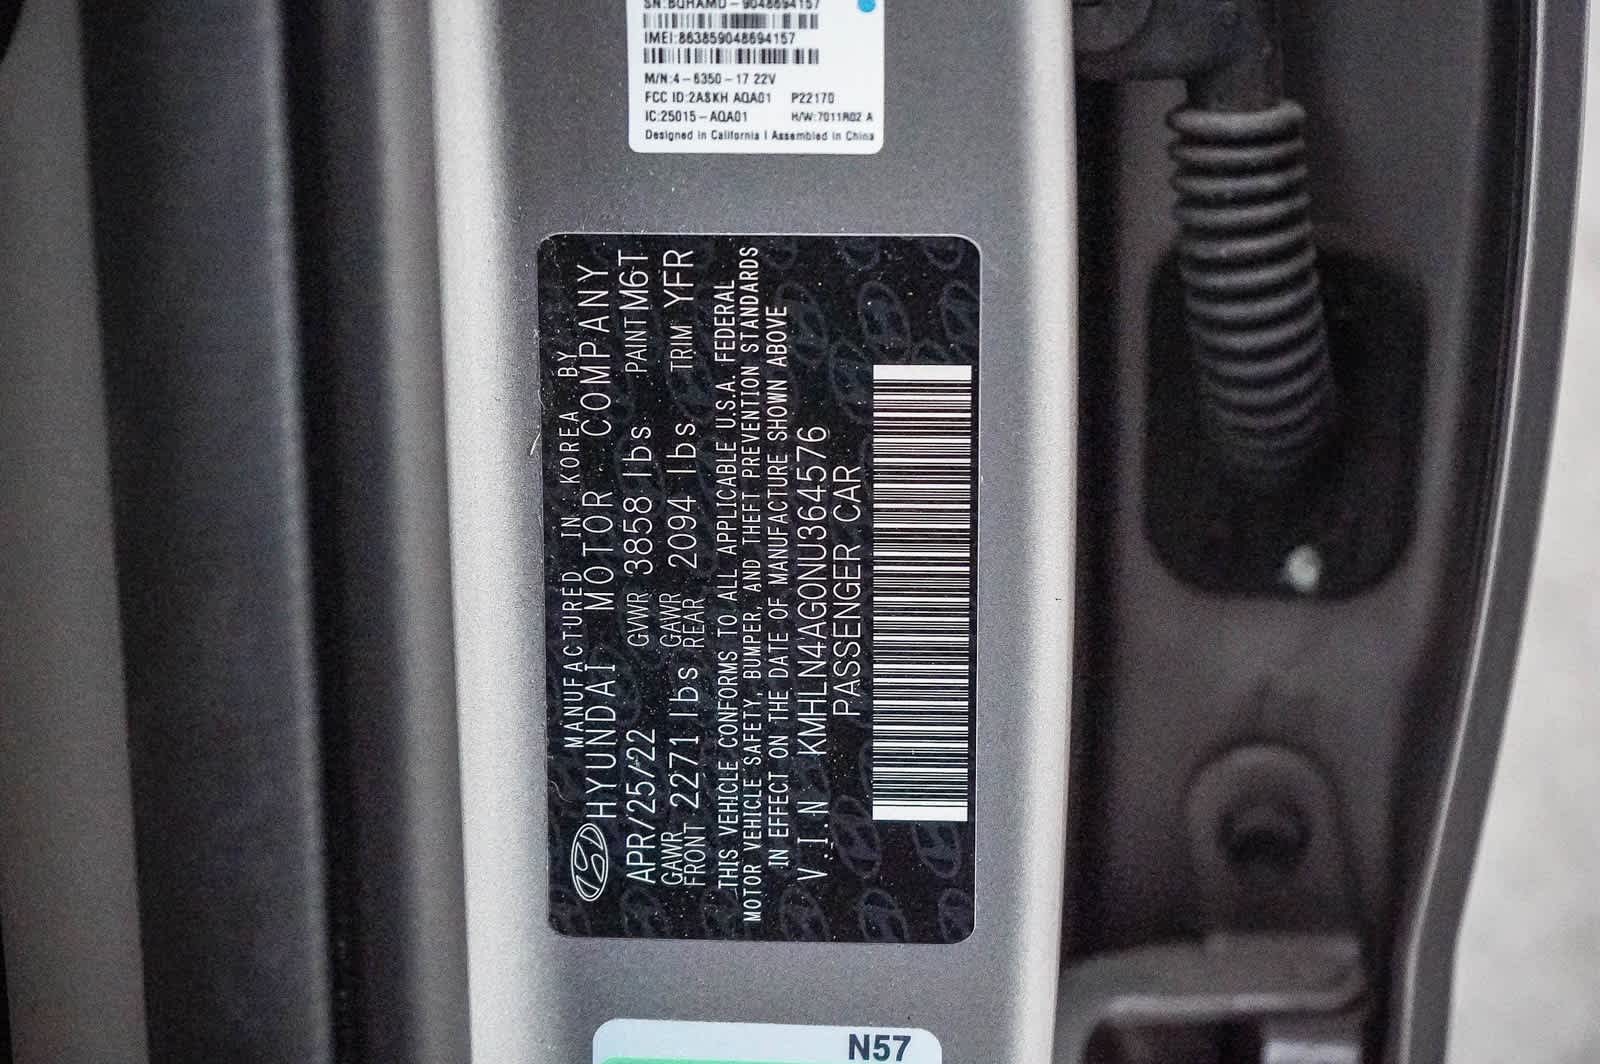 SN:BQHAMD-9048694157
IMEI:863859048694157
M/N:4-6350-17 22V
FCC ID:2ASKH AQA01 P22170
IC:25015-AQA01 H/W:7011R02 A
Designed in California | Assembled in China
MANUFACTURED IN KOREA BY
HYUNDAI MOTOR COMPANY
APR/25/22 GVWR 3858 lbs PAINT M6T
GAWR FRONT 2271 lbs GAWR REAR 2094 lbs TRIM YFR
THIS VEHICLE CONFORMS TO ALL APPLICABLE U.S.A. FEDERAL
MOTOR VEHICLE SAFETY, BUMPER, AND THEFT PREVENTION STANDARDS
IN EFFECT ON THE DATE OF MANUFACTURE SHOWN ABOVE
V.I.N KMHLN4AG0NU364576
PASSENGER CAR
N57